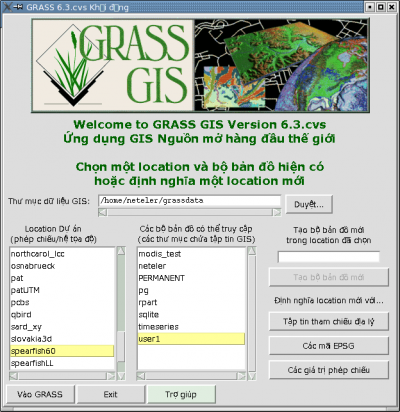 GRASS 6.3.cvs Khởi động
GRASS
GIS
Welcome to GRASS GIS Version 6.3.cvs
Ứng dụng GIS Nguồn mở hàng đầu thế giới
Chọn một location và bộ bản đồ hiện có
hoặc định nghĩa một location mới
Thư mục dữ liệu GIS:
/home/neteler/grassdata
Duyệt...
Location Dự án
(phép chiếu/hệ tọa độ)
northcarol_lcc
osnabrueck
pat
patUTM
pcbs
qbird
sard_xy
slovakia3d
spearfish60
spearfishLL
Các bộ bản đồ có thể truy cập
(các thư mục chứa tập tin GIS)
modis_test
neteler
PERMANENT
pg
rpart
sqlite
timeseries
user1
Tạo bộ bản đồ mới
trong location đã chọn
Tạo bộ bản đồ mới
Định nghĩa location mới với...
Tập tin tham chiếu địa lý
Các mã EPSG
Các giá trị phép chiếu
Vào GRASS
Exit
Trợ giúp